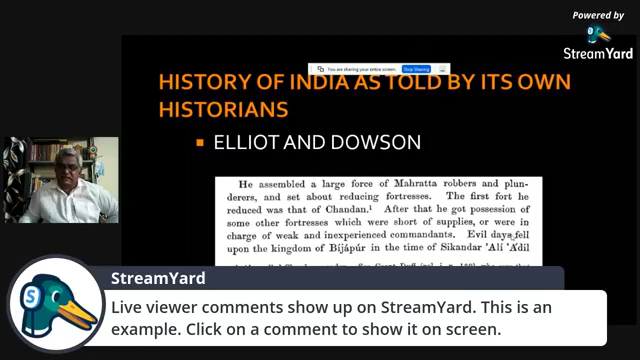 Powered by
StreamYard
You are sharing your entire screen. Stop Sharing
HISTORY OF INDIA AS TOLD BY ITS OWN
HISTORIANS
ELLIOT AND DOWSON
He assembled a large force of Mahratta robbers and plun-
derers, and set about reducing fortresses. The first fort he
reduced was that of Chandan.¹ After that he got possession of
some other fortresses which were short of supplies, or were in
charge of weak and inexperienced commandants. Evil days fell
upon the kingdom of Bíjápúr in the time of Sikandar 'Alí 'Ádil
StreamYard
Live viewer comments show up on StreamYard. This is an
example. Click on a comment to show it on screen.